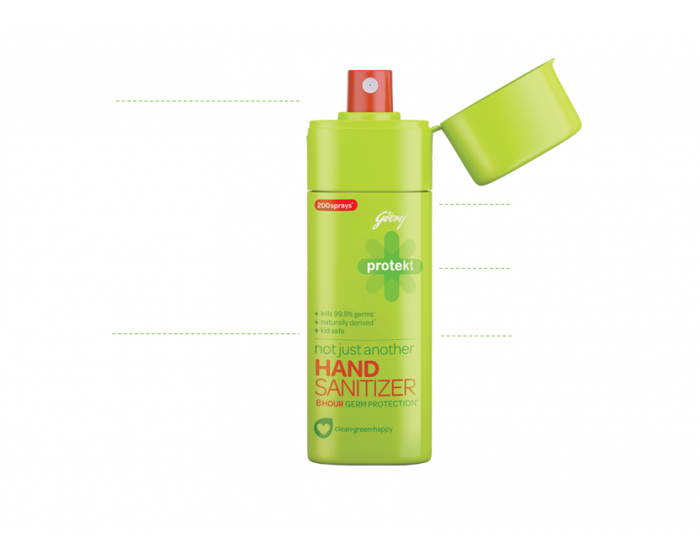 200sprays*
Godrej
protekt
+ kills 99.9% germs*
+ naturally derived*
+ kid safe
not just another
HAND
SANITIZER
8 HOUR GERM PROTECTION*
clean•green•happy